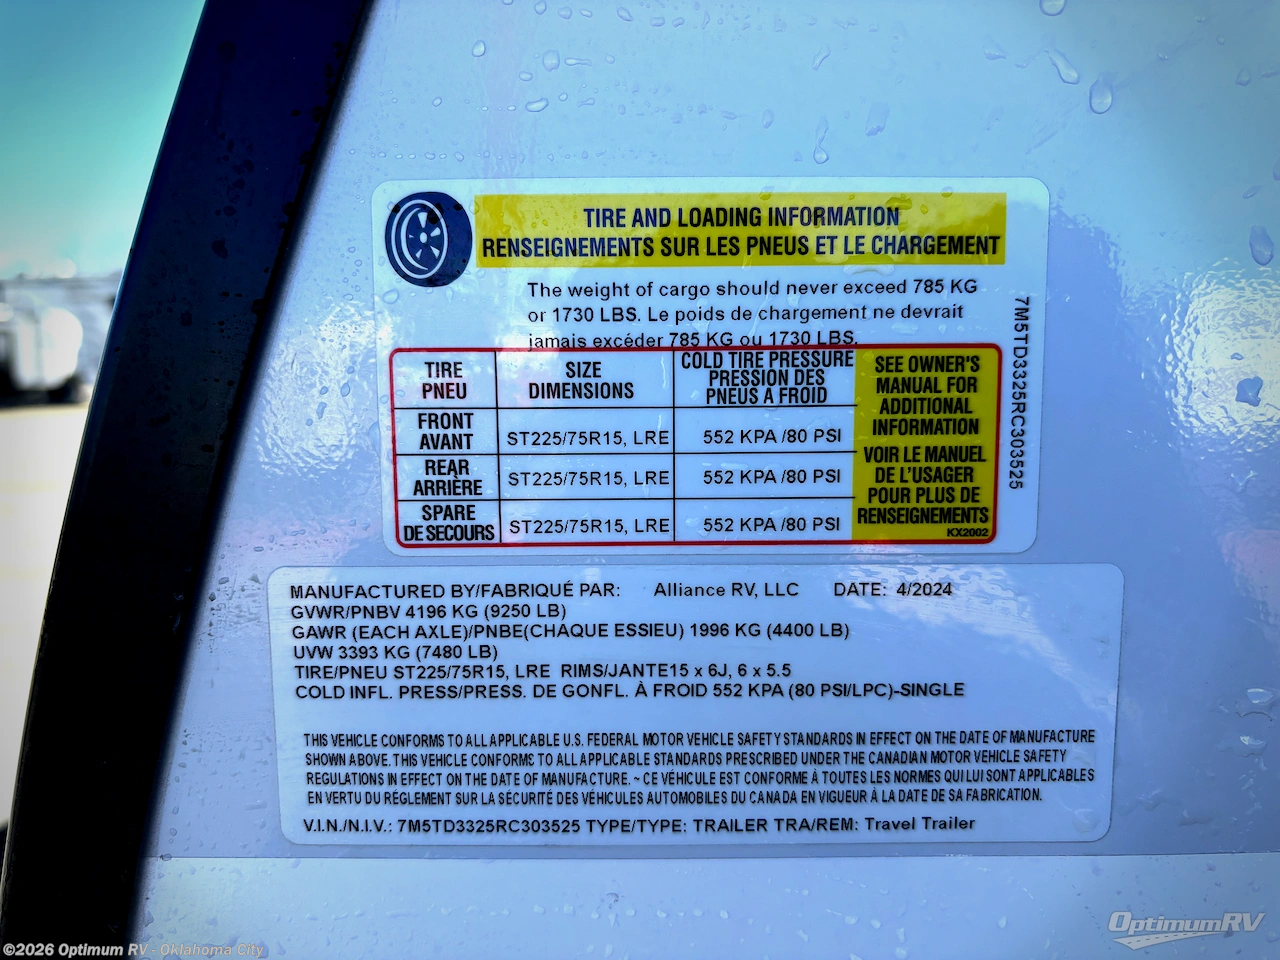 TIRE AND LOADING INFORMATION
RENSEIGNEMENTS SUR LES PNEUS ET LE CHARGEMENT
The weight of cargo should never exceed 785 KG
or 1730 LBS. Le poids de chargement ne devrait
jamais excéder 785 KG ou 1730 LBS.
TIRE
PNEU
SIZE
DIMENSIONS
COLD TIRE PRESSURE
PRESSION DES
PNEUS A FROID
FRONT
AVANT
ST225/75R15, LRE
552 KPA /80 PSI
REAR
ARRIÈRE
ST225/75R15, LRE
552 KPA /80 PSI
SPARE
DE SECOURS
ST225/75R15, LRE
552 KPA /80 PSI
SEE OWNER'S
MANUAL FOR
ADDITIONAL
INFORMATION
VOIR LE MANUEL
DE L'USAGER
POUR PLUS DE
RENSEIGNEMENTS
KX2002
7M5TD3325RC303525
MANUFACTURED BY/FABRIQUÉ PAR: Alliance RV, LLC DATE: 4/2024
GVWR/PNBV 4196 KG (9250 LB)
GAWR (EACH AXLE)/PNBE(CHAQUE ESSIEU) 1996 KG (4400 LB)
UVW 3393 KG (7480 LB)
TIRE/PNEU ST225/75R15, LRE RIMS/JANTE15 x 6J, 6 x 5.5
COLD INFL. PRESS/PRESS. DE GONFL. À FROID 552 KPA (80 PSI/LPC)-SINGLE
THIS VEHICLE CONFORMS TO ALL APPLICABLE U.S. FEDERAL MOTOR VEHICLE SAFETY STANDARDS IN EFFECT ON THE DATE OF MANUFACTURE
SHOWN ABOVE. THIS VEHICLE CONFORMS TO ALL APPLICABLE STANDARDS PRESCRIBED UNDER THE CANADIAN MOTOR VEHICLE SAFETY
REGULATIONS IN EFFECT ON THE DATE OF MANUFACTURE. ~ CE VÉHICULE EST CONFORME À TOUTES LES NORMES QUI LUI SONT APPLICABLES
EN VERTU DU RÉGLEMENT SUR LA SÉCURITÉ DES VÉHICULES AUTOMOBILES DU CANADA EN VIGUEUR À LA DATE DE SA FABRICATION.
V.I.N./N.I.V.: 7M5TD3325RC303525 TYPE/TYPE: TRAILER TRA/REM: Travel Trailer
OptimumRV
©2026 Optimum RV - Oklahoma City